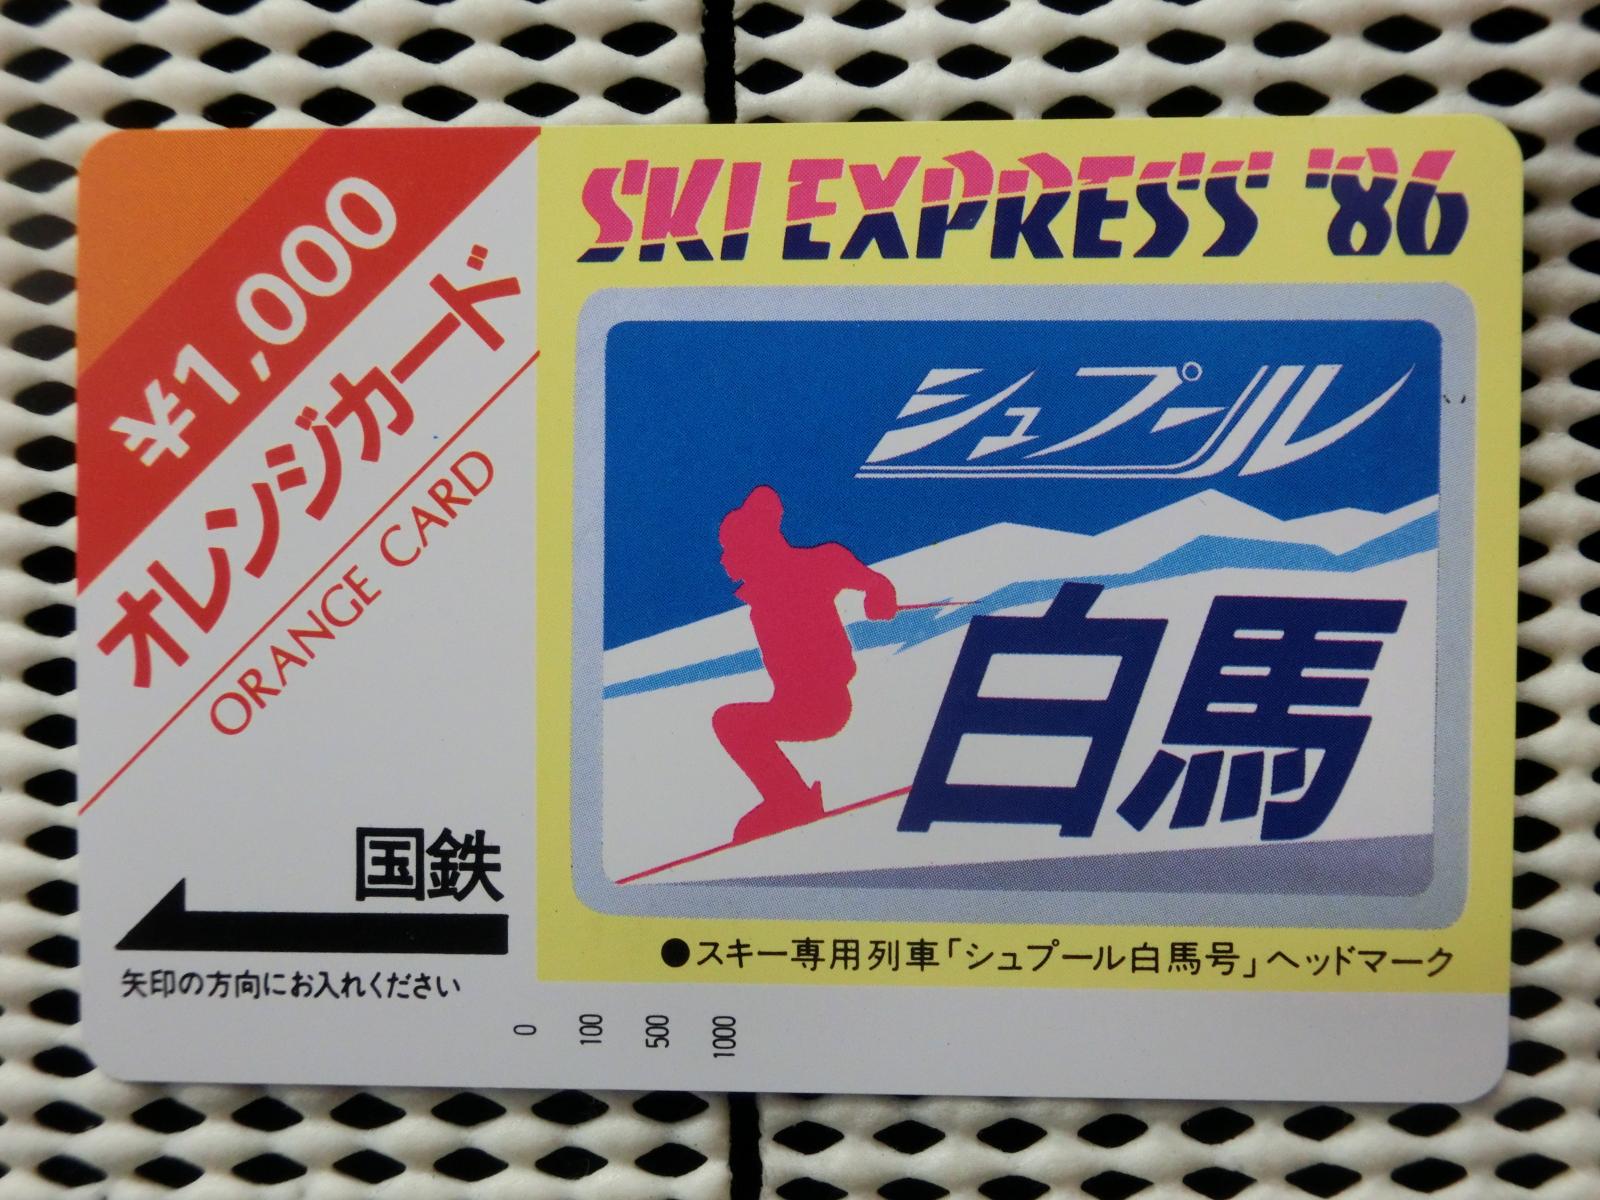 ¥1,000
オレンジカード
ORANGE CARD
国鉄
矢印の方向にお入れください
SKI EXPRESS '86
シュプール
白馬
●スキー専用列車「シュプール白馬号」ヘッドマーク
0 100 500 1000